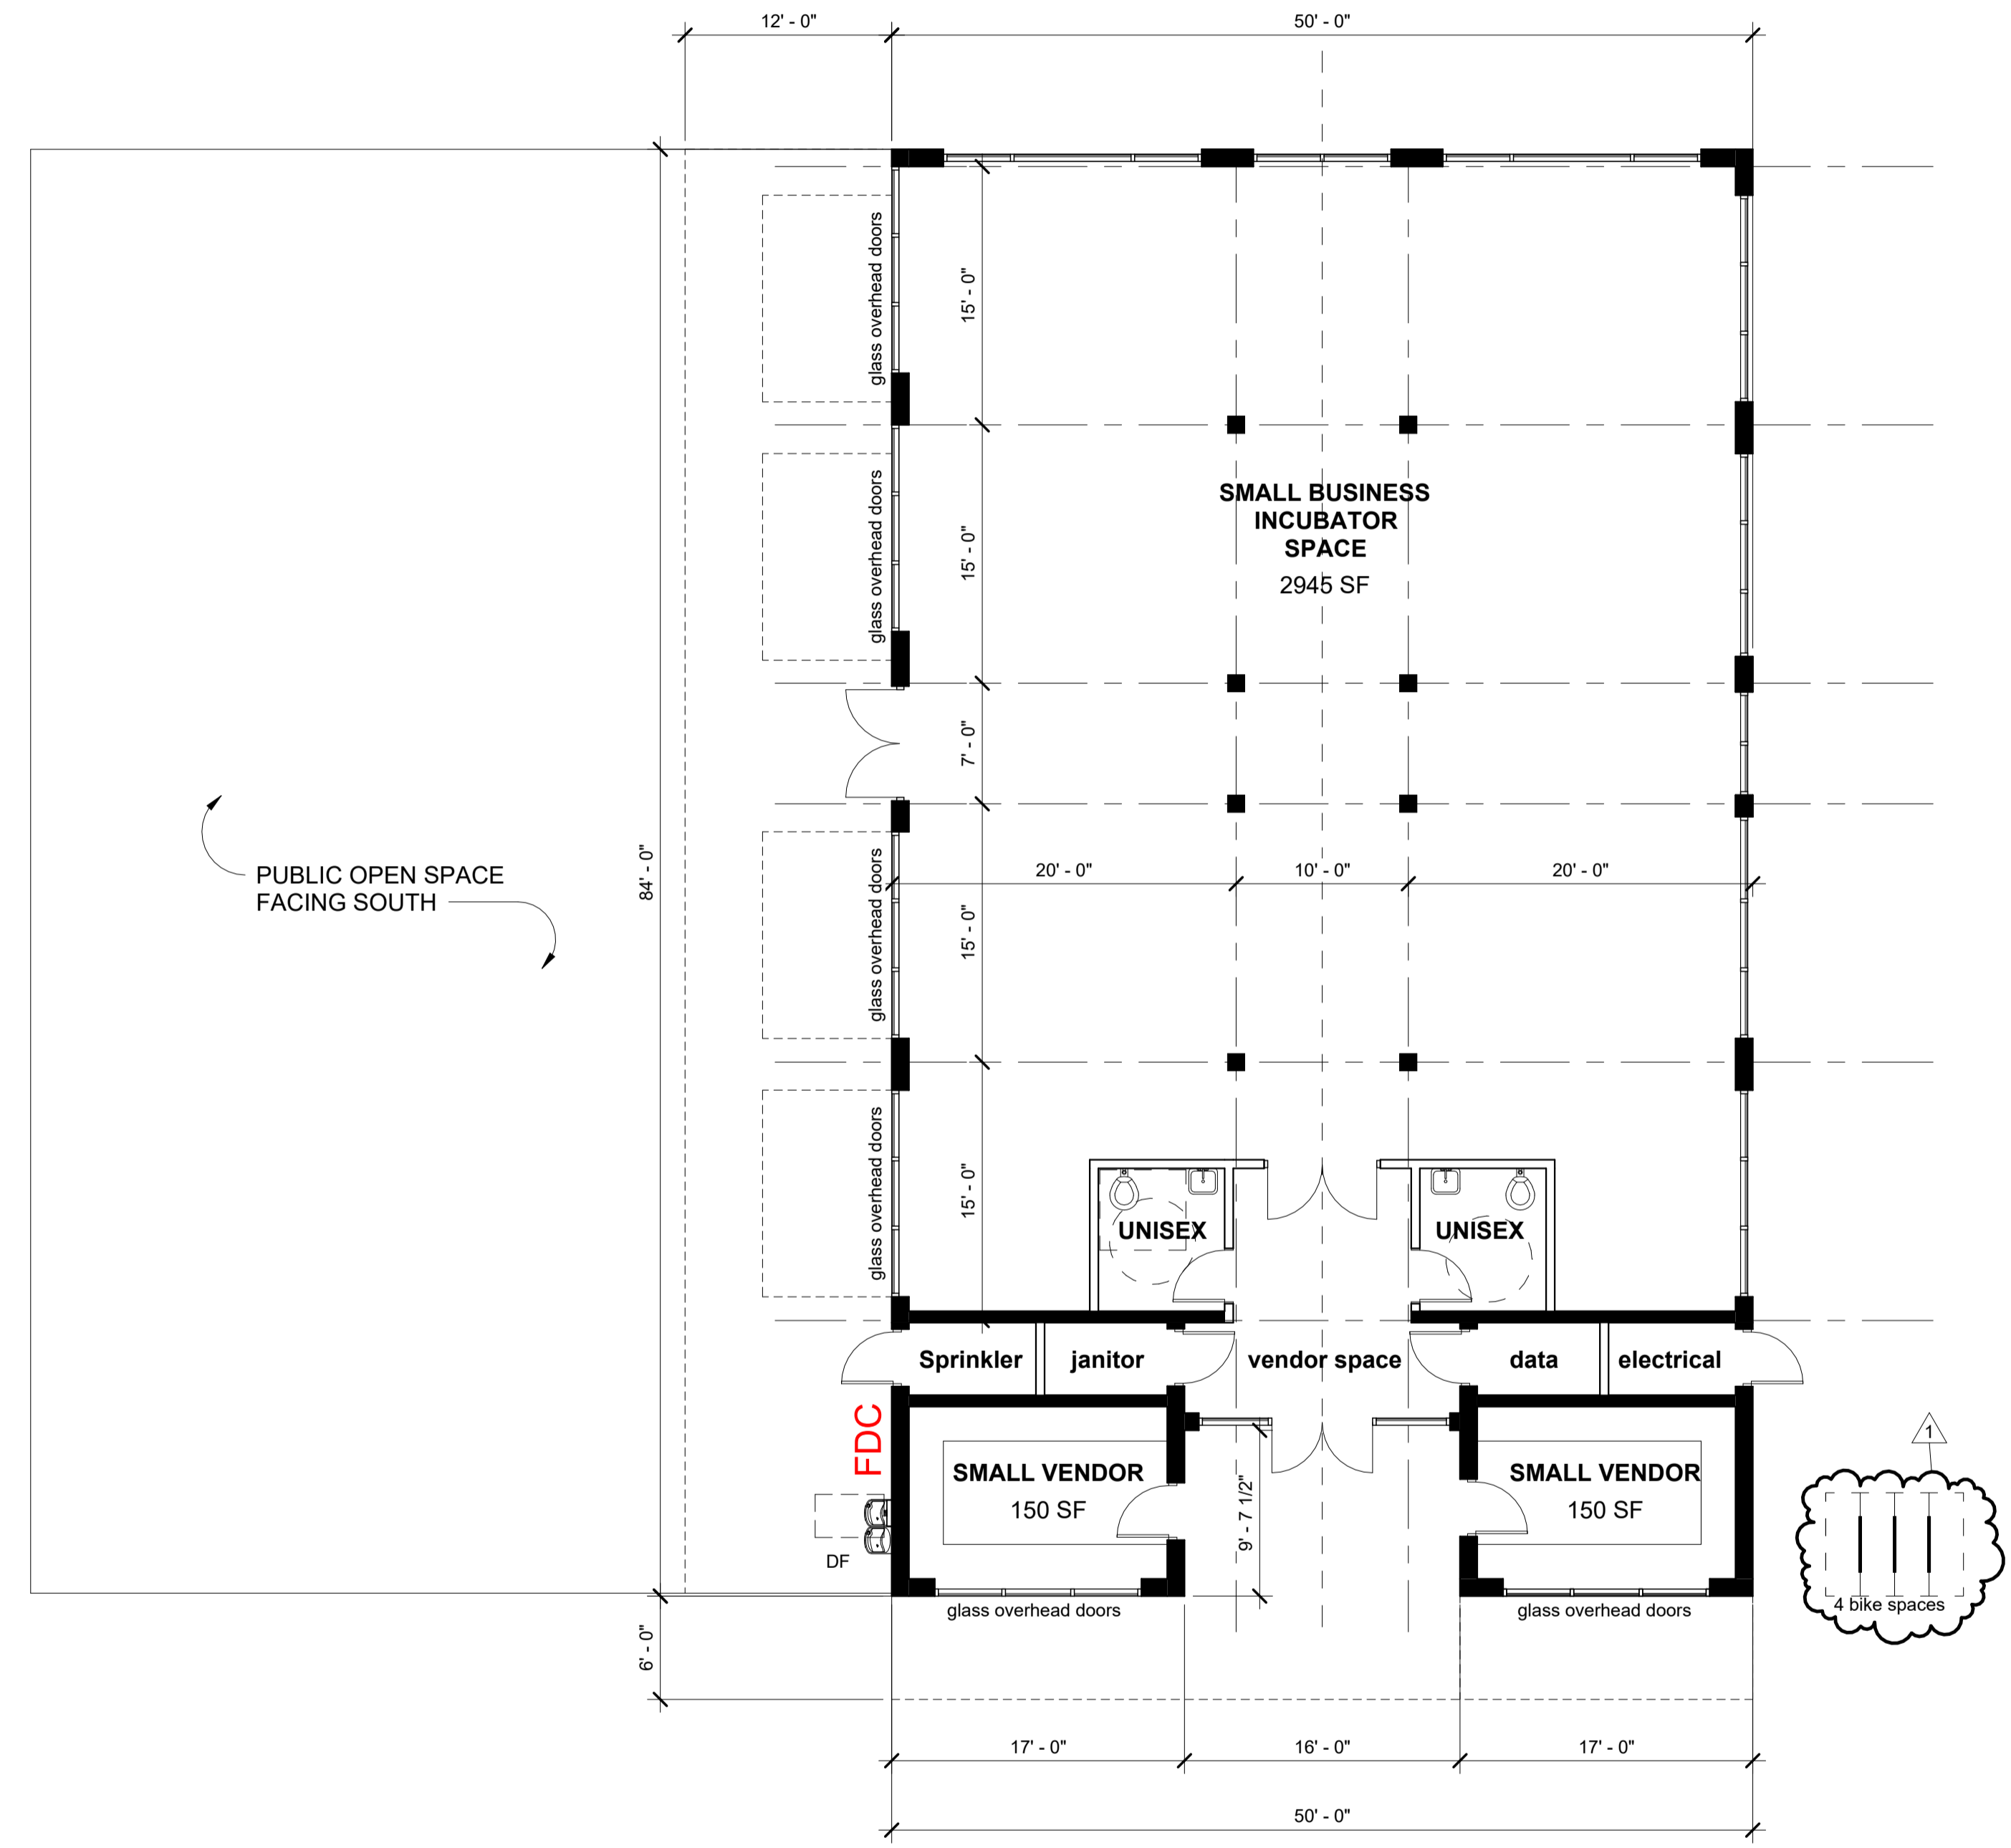 12' - 0"
50' - 0"
glass overhead doors
15' - 0"
SMALL BUSINESS
INCUBATOR
SPACE
2945 SF
glass overhead doors
15' - 0"
7' - 0"
PUBLIC OPEN SPACE
FACING SOUTH
84' - 0"
20' - 0"
10' - 0"
20' - 0"
glass overhead doors
15' - 0"
glass overhead doors
15' - 0"
UNISEX
UNISEX
Sprinkler
janitor
vendor space
data
electrical
FDC
SMALL VENDOR
150 SF
9' - 7 1/2"
SMALL VENDOR
150 SF
1
DF
4 bike spaces
glass overhead doors
glass overhead doors
6' - 0"
17' - 0"
16' - 0"
17' - 0"
50' - 0"